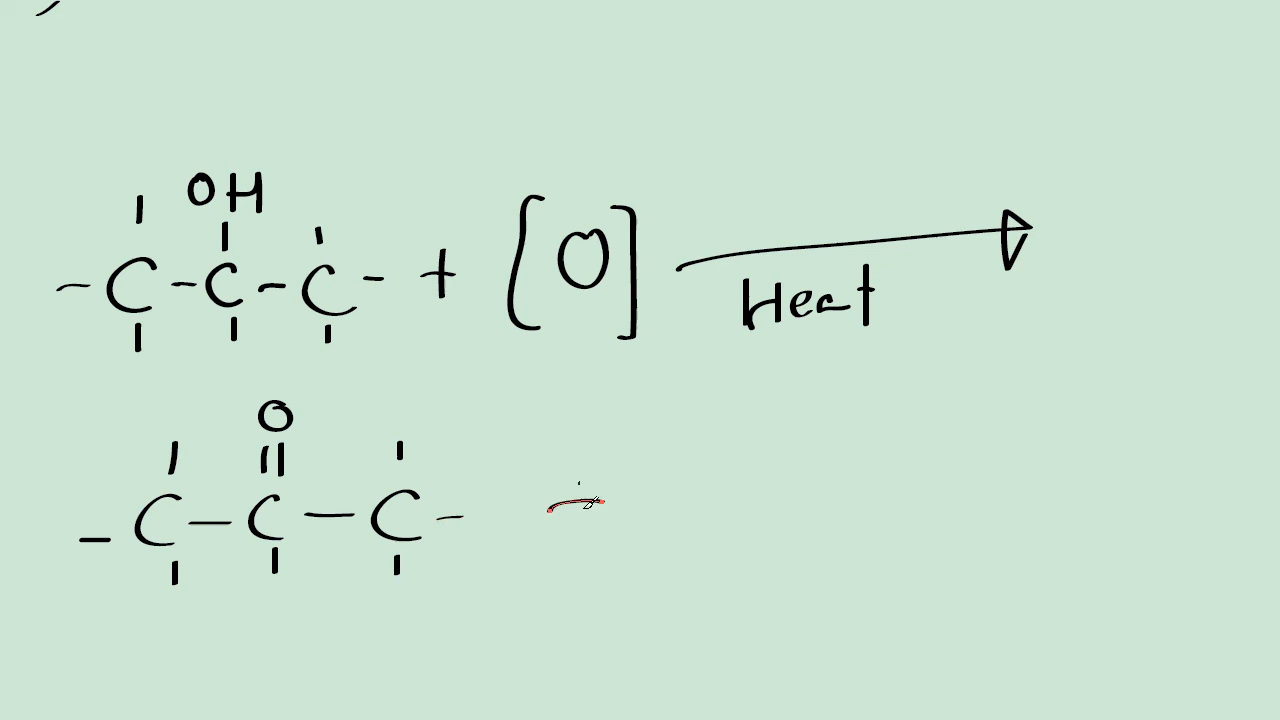 OH
- C - C - C - + [O]
Heat
O
- C - C - C -